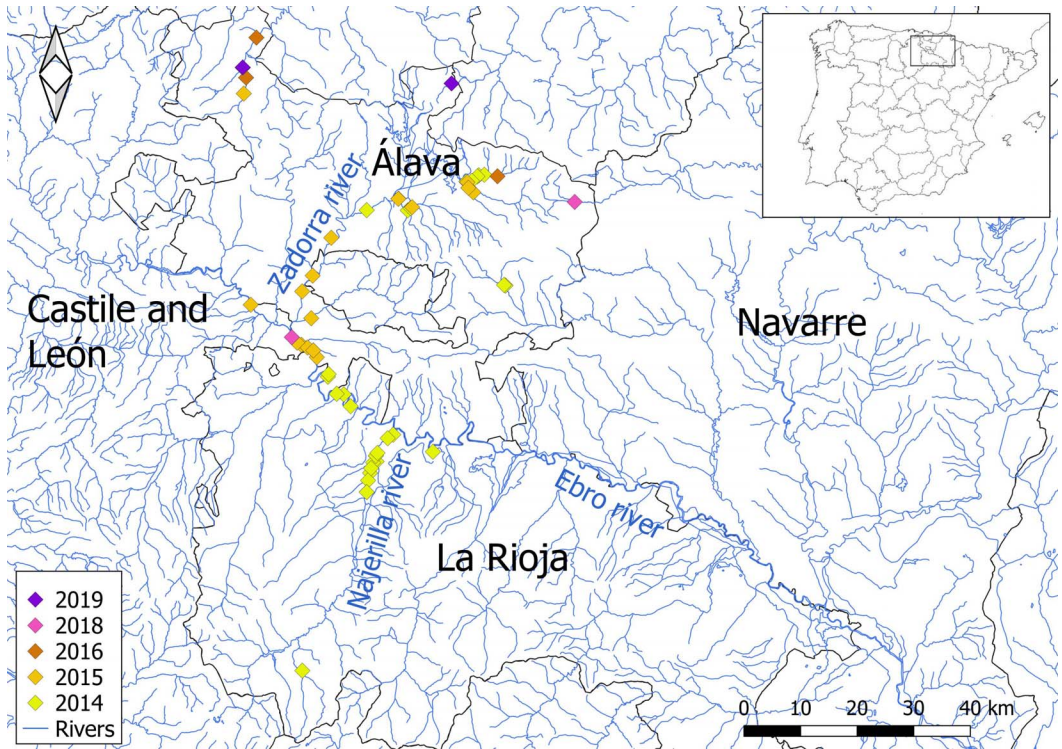 Álava
Zadorra river
Castile and
León
Navarre
Ebro river
Najerilla river
La Rioja
2019
2018
2016
2015
2014
Rivers
0 10 20 30 40 km